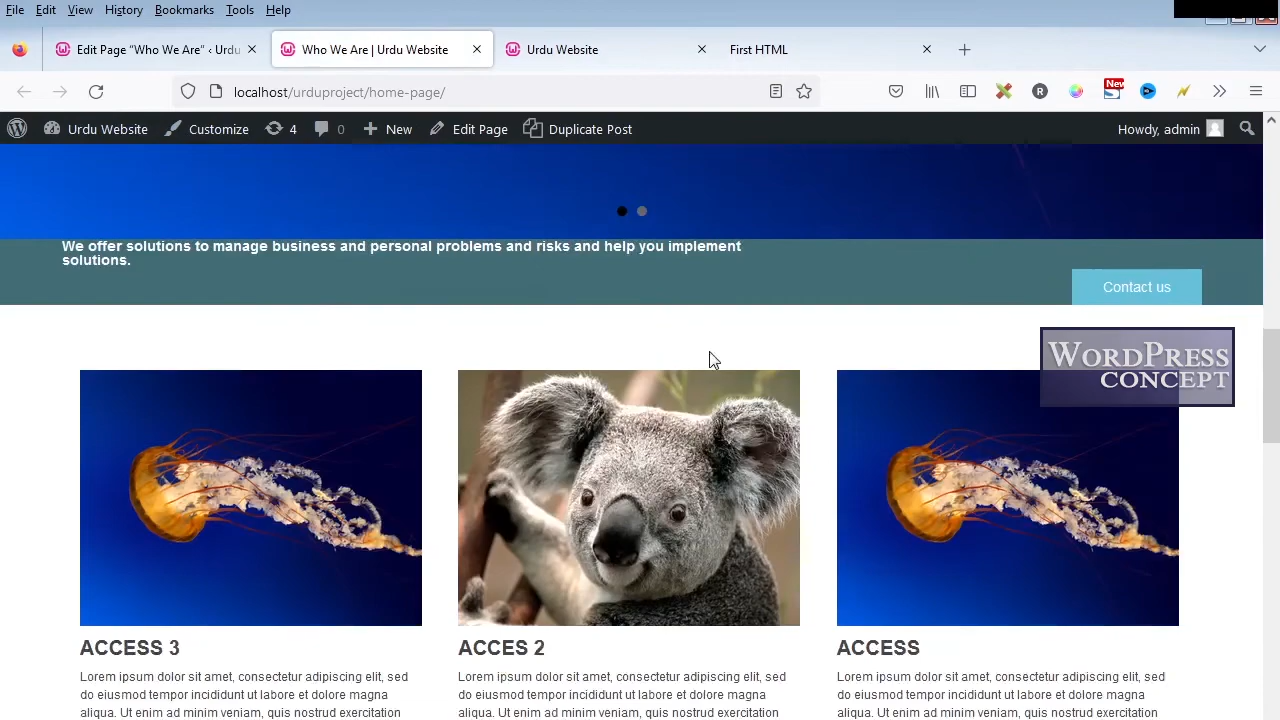 File Edit View History Bookmarks Tools Help
Edit Page “Who We Are” ‹ Urdu
Who We Are | Urdu Website
Urdu Website
First HTML
localhost/urduproject/home-page/
New
R
Urdu Website Customize 4 0 New Edit Page Duplicate Post Howdy, admin
We offer solutions to manage business and personal problems and risks and help you implement
solutions.
Contact us
WORDPRESS
CONCEPT
ACCESS 3
Lorem ipsum dolor sit amet, consectetur adipiscing elit, sed
do eiusmod tempor incididunt ut labore et dolore magna
aliqua. Ut enim ad minim veniam, quis nostrud exercitation
ACCES 2
Lorem ipsum dolor sit amet, consectetur adipiscing elit, sed
do eiusmod tempor incididunt ut labore et dolore magna
aliqua. Ut enim ad minim veniam, quis nostrud exercitation
ACCESS
Lorem ipsum dolor sit amet, consectetur adipiscing elit, sed
do eiusmod tempor incididunt ut labore et dolore magna
aliqua. Ut enim ad minim veniam, quis nostrud exercitation